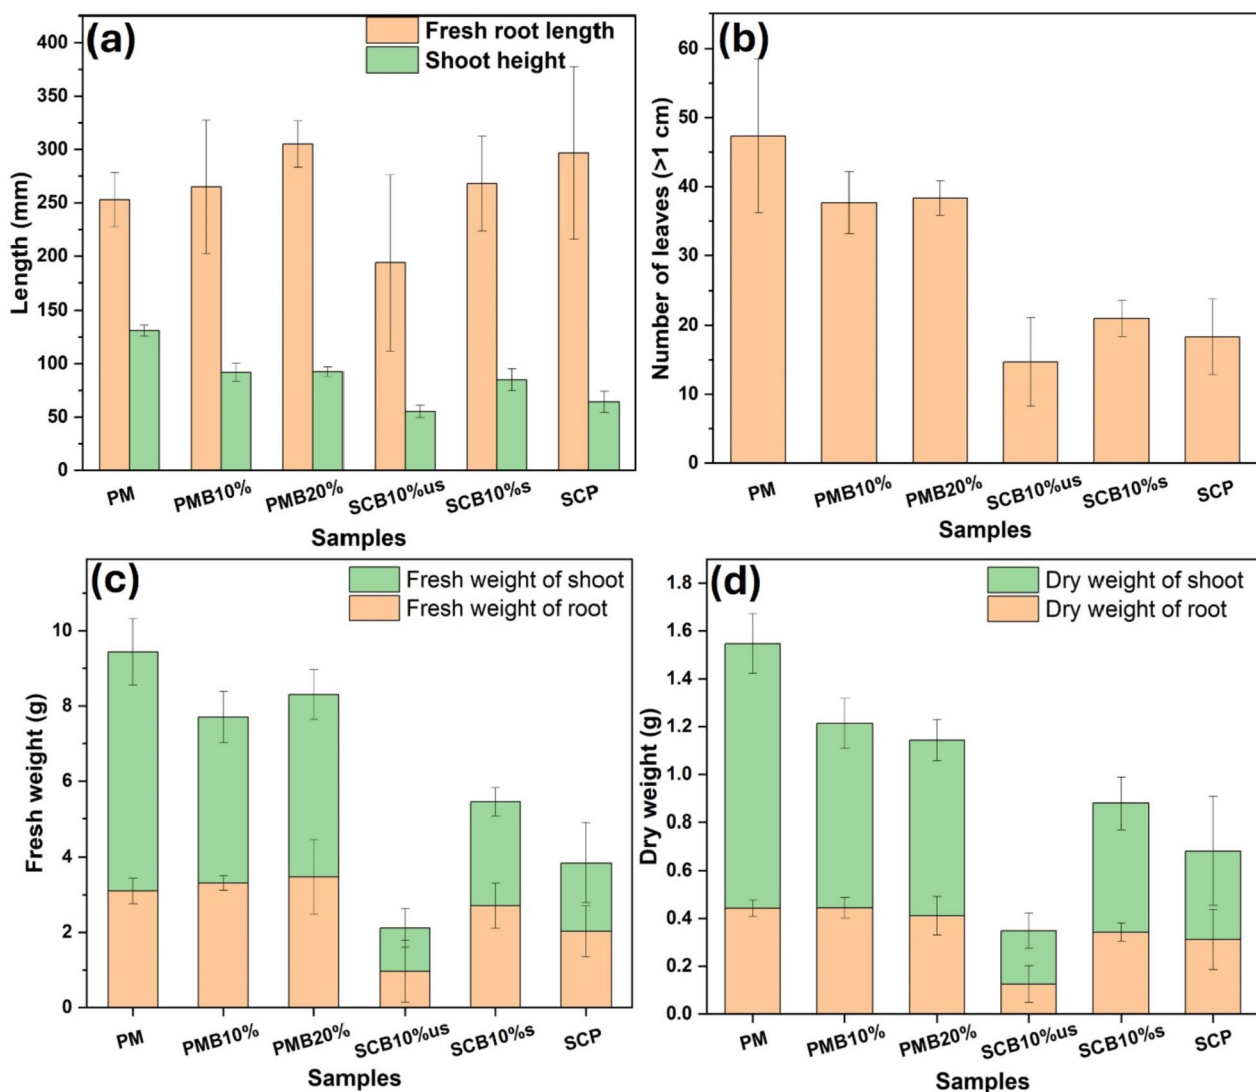 (a)
Fresh root length
Shoot height
Length (mm)
400
350
300
250
200
150
100
50
0
PM
PMB10%
PMB20%
SCB10%us
SCB10%s
SCP
Samples
(b)
Number of leaves (>1 cm)
60
50
40
30
20
10
0
PM
PMB10%
PMB20%
SCB10%us
SCB10%s
SCP
Samples
(c)
Fresh weight of shoot
Fresh weight of root
Fresh weight (g)
10
8
6
4
2
0
PM
PMB10%
PMB20%
SCB10%us
SCB10%s
SCP
Samples
(d)
Dry weight of shoot
Dry weight of root
Dry weight (g)
1.8
1.6
1.4
1.2
1.0
0.8
0.6
0.4
0.2
0.0
PM
PMB10%
PMB20%
SCB10%us
SCB10%s
SCP
Samples